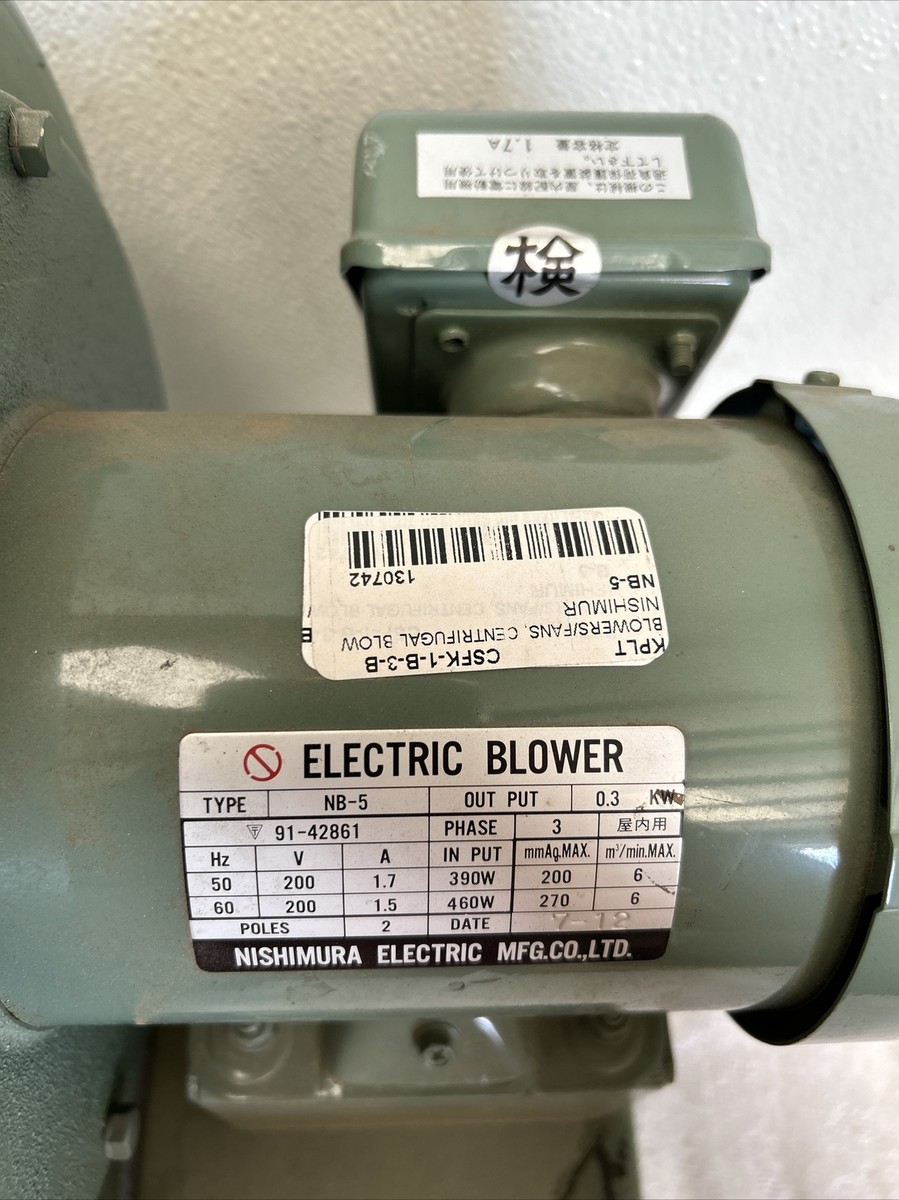 この機械は、屋内配線に電動機用
過負荷保護装置を取りつけて使用
して下さい。
定格容量 1.7A
検
KPLT CSFK-1-B-3-B
BLOWERS/FANS, CENTRIFUGAL BLOW
NISHIMUR
NB-5
130742
ELECTRIC BLOWER
TYPE NB-5 OUT PUT 0.3 KW
91-42861 PHASE 3 屋内用
Hz V A IN PUT mmAg.MAX. m³/min.MAX.
50 200 1.7 390W 200 6
60 200 1.5 460W 270 6
POLES 2 DATE 7-12
NISHIMURA ELECTRIC MFG.CO.,LTD.